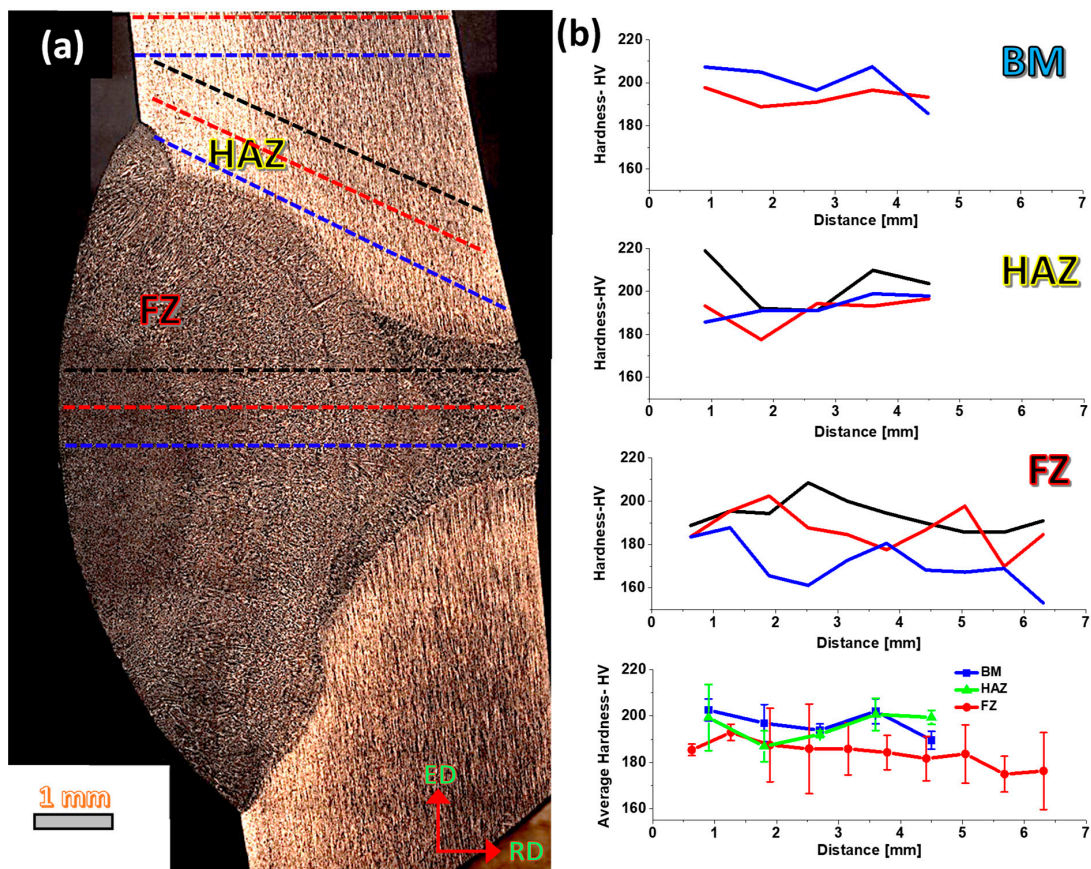 (a)
HAZ
FZ
1 mm
ED
RD
(b)
BM
Hardness- HV
220
200
180
160
0 1 2 3 4 5 6 7
Distance [mm]
HAZ
Hardness-HV
220
200
180
160
0 1 2 3 4 5 6 7
Distance [mm]
FZ
Hardness-HV
220
200
180
160
0 1 2 3 4 5 6 7
Distance [mm]
BM
HAZ
FZ
Average Hardness- HV
220
200
180
160
0 1 2 3 4 5 6 7
Distance [mm]